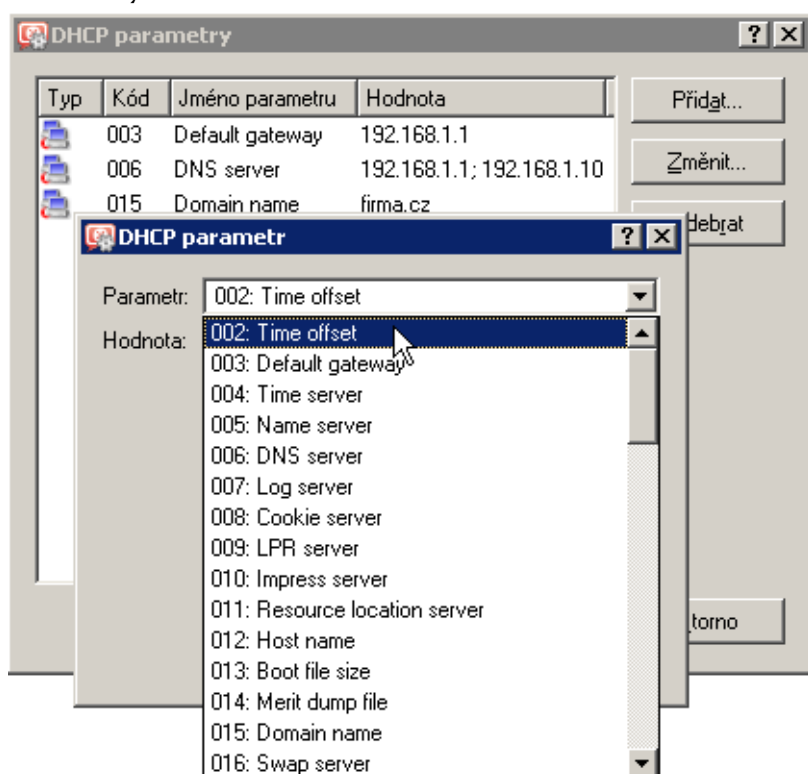 DHCP parametry
Typ Kód Jméno parametru Hodnota
Přidat...
003 Default gateway 192.168.1.1
006 DNS server 192.168.1.1; 192.168.1.10
Změnit...
015 Domain name firma.cz
debrat
DHCP parametr
Parametr: 002: Time offset
Hodnota:
002: Time offset
003: Default gateway
004: Time server
005: Name server
006: DNS server
007: Log server
008: Cookie server
009: LPR server
010: Impress server
011: Resource location server
torno
012: Host name
013: Boot file size
014: Merit dump file
015: Domain name
016: Swap server